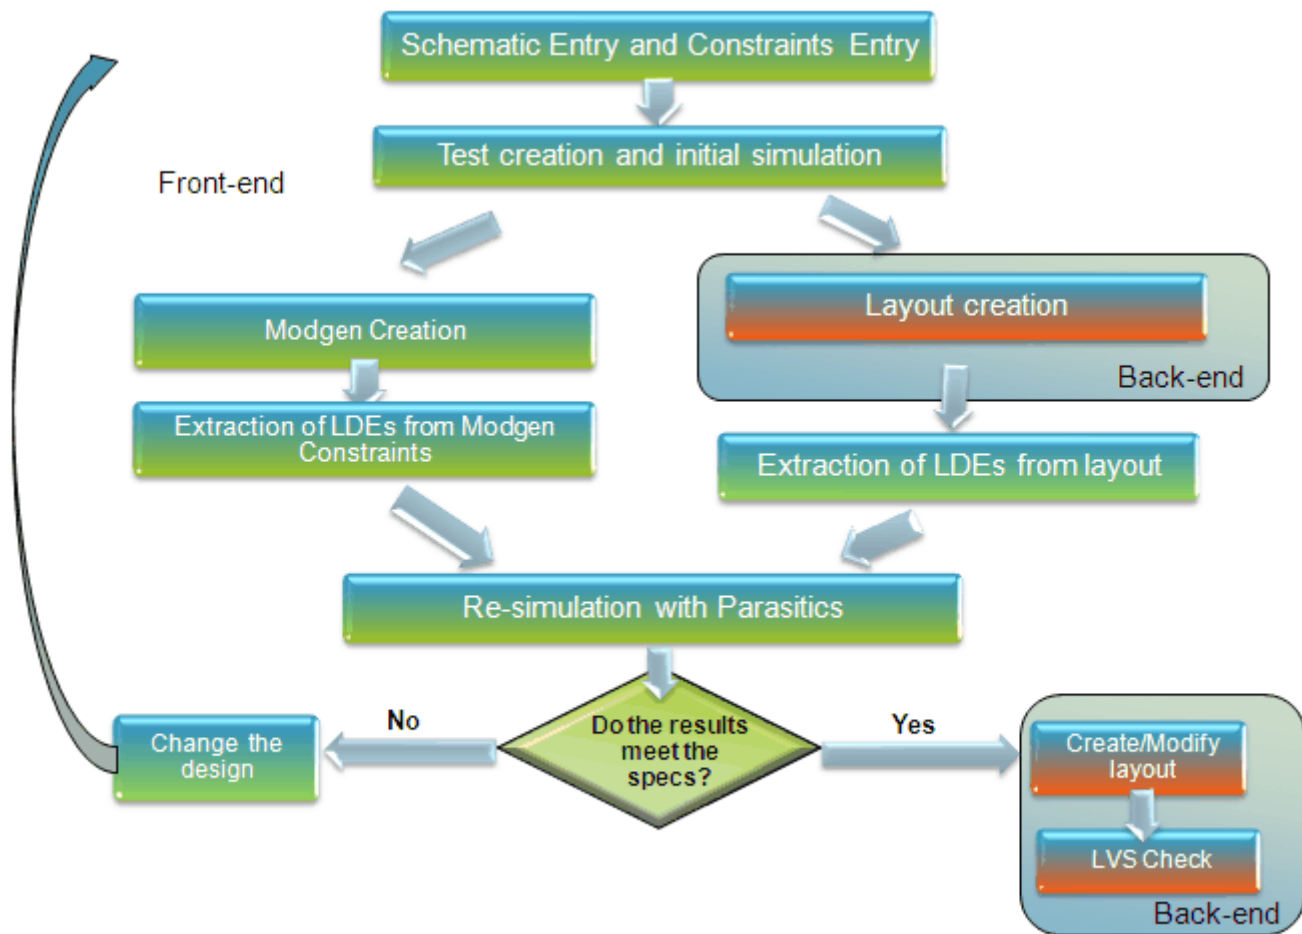 Schematic Entry and Constraints Entry
Test creation and initial simulation
Front-end
Layout creation
Modgen Creation
Back-end
Extraction of LDEs from Modgen
Constraints
Extraction of LDEs from layout
Re-simulation with Parasitics
No
Do the results
meet the
specs?
Yes
Change the
design
Create/Modify
layout
LVS Check
Back-end